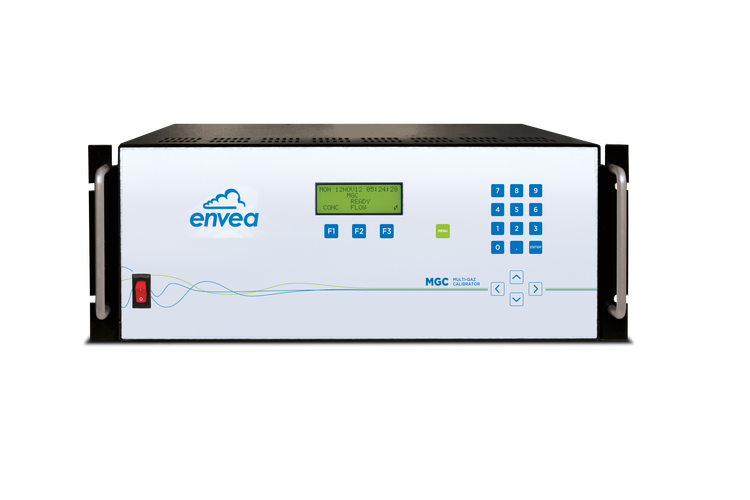 envea
MON 12NOV12 05:24:28
MGC
READY
CONC FLOW
F1 F2 F3
MENU
7 8 9
4 5 6
1 2 3
0 . ENTER
MGC MULTI-GAZ
CALIBRATOR